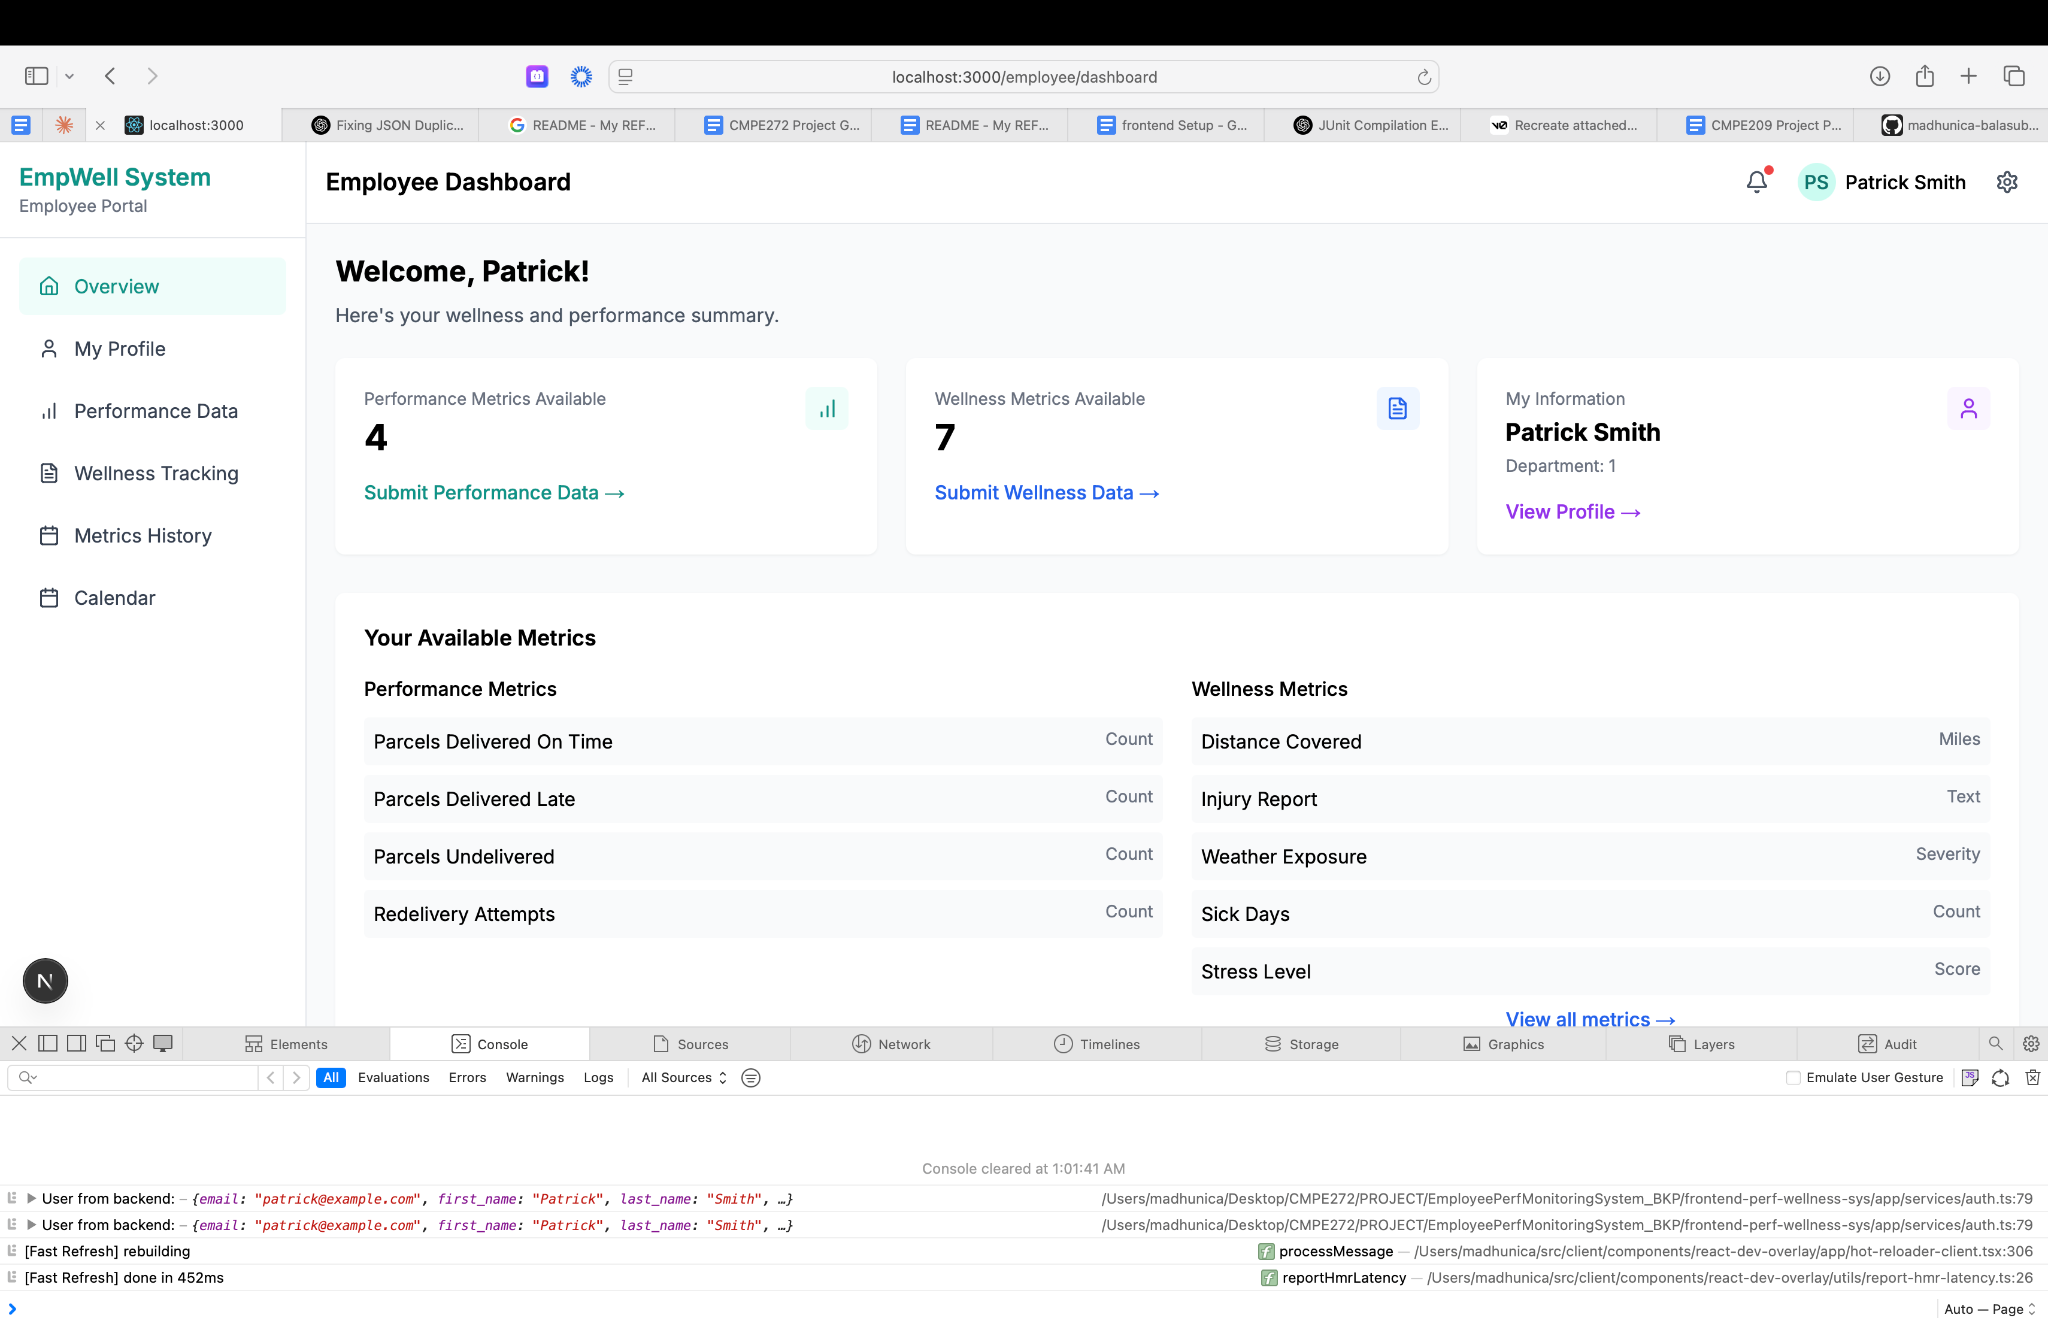 localhost:3000/employee/dashboard
localhost:3000
Fixing JSON Duplic...
README - My REF...
CMPE272 Project G...
README - My REF...
frontend Setup - G...
JUnit Compilation E...
Recreate attached...
CMPE209 Project P...
madhunica-balasub...
EmpWell System
Employee Portal
Overview
My Profile
Performance Data
Wellness Tracking
Metrics History
Calendar
N
Employee Dashboard
PS Patrick Smith
Welcome, Patrick!
Here's your wellness and performance summary.
Performance Metrics Available
4
Submit Performance Data →
Wellness Metrics Available
7
Submit Wellness Data →
My Information
Patrick Smith
Department: 1
View Profile →
Your Available Metrics
Performance Metrics
Parcels Delivered On Time Count
Parcels Delivered Late Count
Parcels Undelivered Count
Redelivery Attempts Count
Wellness Metrics
Distance Covered Miles
Injury Report Text
Weather Exposure Severity
Sick Days Count
Stress Level Score
View all metrics →
Elements Console Sources Network Timelines Storage Graphics Layers Audit
All Evaluations Errors Warnings Logs All Sources Emulate User Gesture
Console cleared at 1:01:41 AM
User from backend: – {email: "patrick@example.com", first_name: "Patrick", last_name: "Smith", …} /Users/madhunica/Desktop/CMPE272/PROJECT/EmployeePerfMonitoringSystem_BKP/frontend-perf-wellness-sys/app/services/auth.ts:79
User from backend: – {email: "patrick@example.com", first_name: "Patrick", last_name: "Smith", …} /Users/madhunica/Desktop/CMPE272/PROJECT/EmployeePerfMonitoringSystem_BKP/frontend-perf-wellness-sys/app/services/auth.ts:79
[Fast Refresh] rebuilding f processMessage — /Users/madhunica/src/client/components/react-dev-overlay/app/hot-reloader-client.tsx:306
[Fast Refresh] done in 452ms f reportHmrLatency — /Users/madhunica/src/client/components/react-dev-overlay/utils/report-hmr-latency.ts:26
Auto — Page